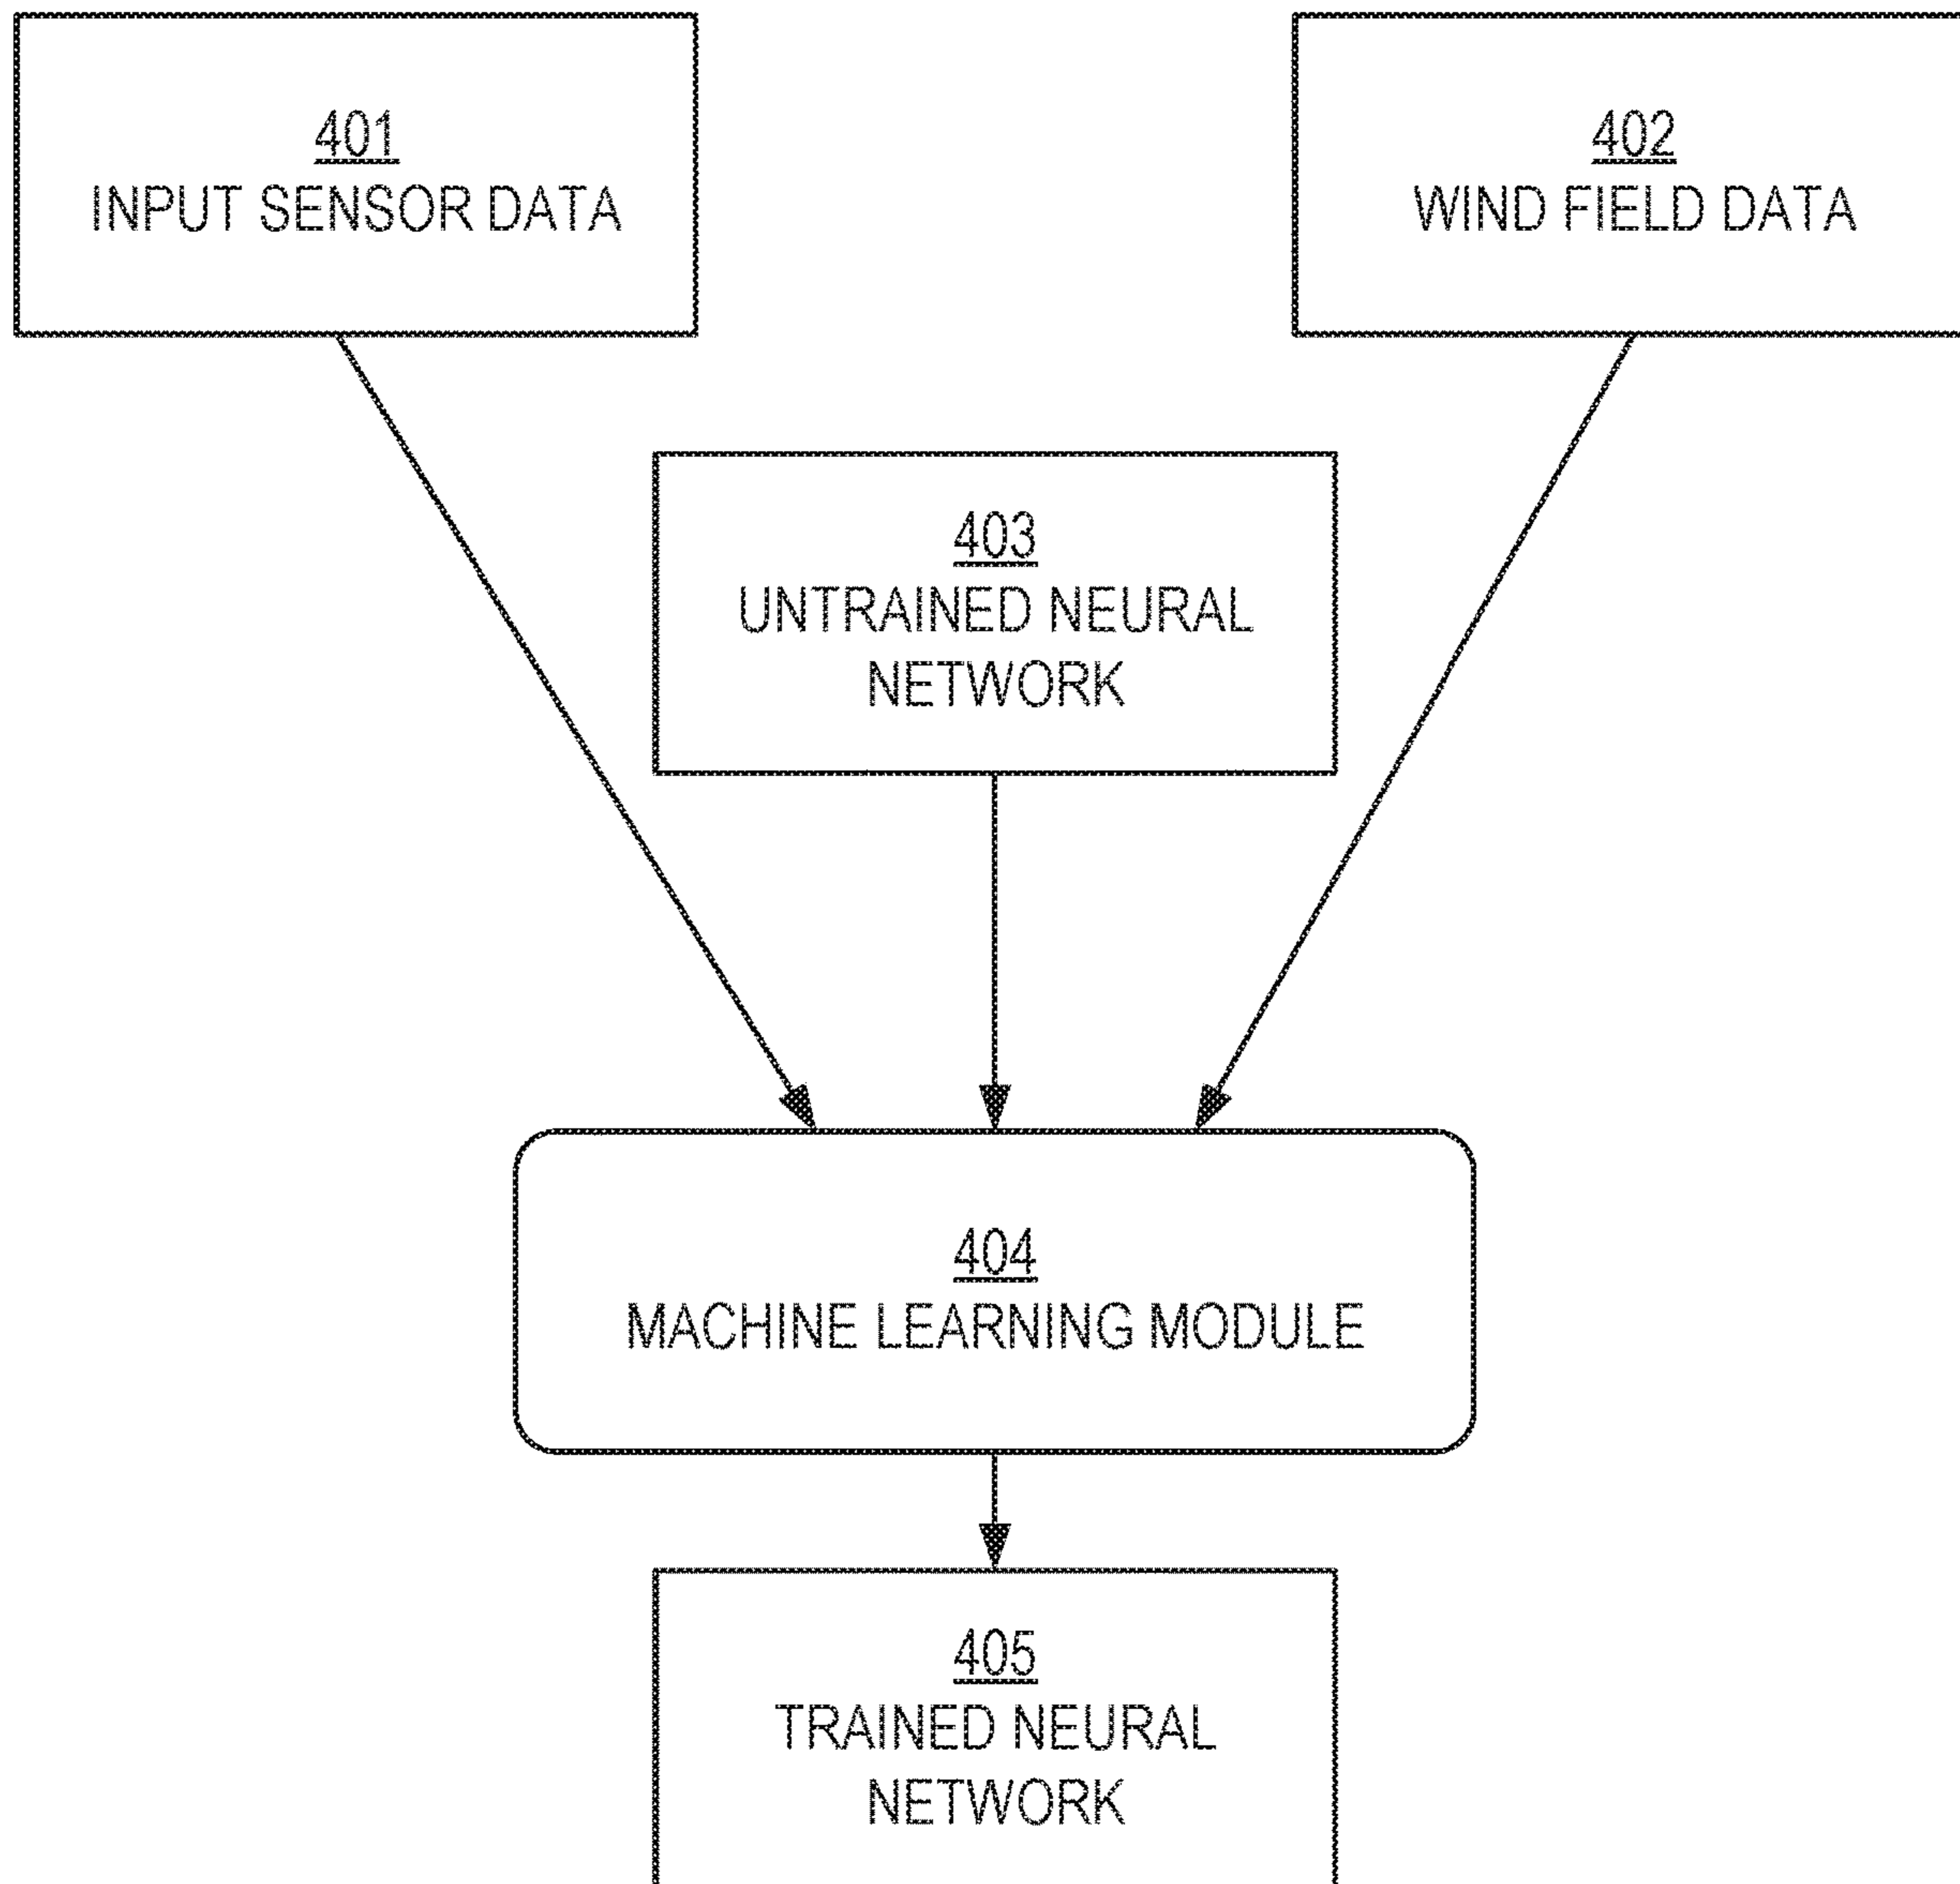 401
INPUT SENSOR DATA
402
WIND FIELD DATA
403
UNTRAINED NEURAL
NETWORK
404
MACHINE LEARNING MODULE
405
TRAINED NEURAL
NETWORK